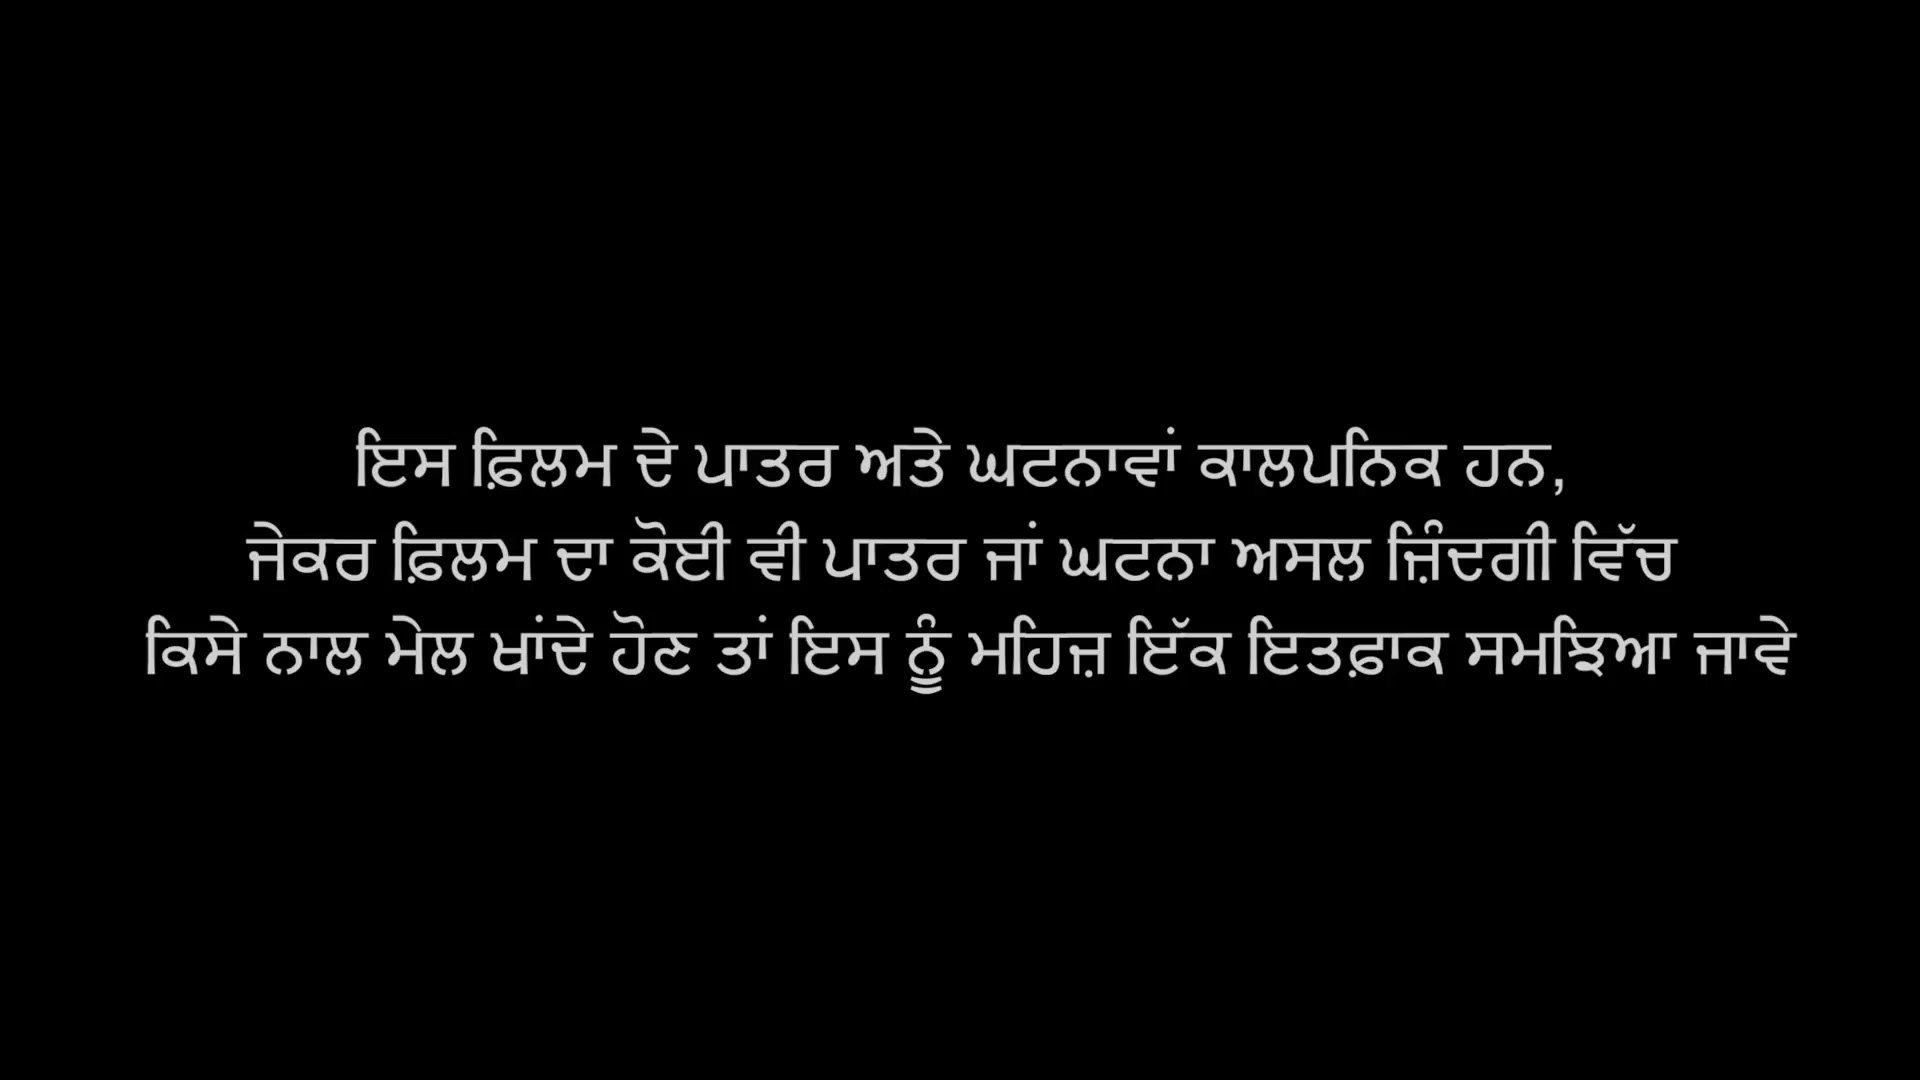 ਇਸ ਫ਼ਿਲਮ ਦੇ ਪਾਤਰ ਅਤੇ ਘਟਨਾਵਾਂ ਕਾਲਪਨਿਕ ਹਨ,
ਜੇਕਰ ਫ਼ਿਲਮ ਦਾ ਕੋਈ ਵੀ ਪਾਤਰ ਜਾਂ ਘਟਨਾ ਅਸਲ ਜ਼ਿੰਦਗੀ ਵਿੱਚ
ਕਿਸੇ ਨਾਲ ਮੇਲ ਖਾਂਦੇ ਹੋਣ ਤਾਂ ਇਸ ਨੂੰ ਮਹਿਜ਼ ਇੱਕ ਇਤਫ਼ਾਕ ਸਮਝਿਆ ਜਾਵੇ